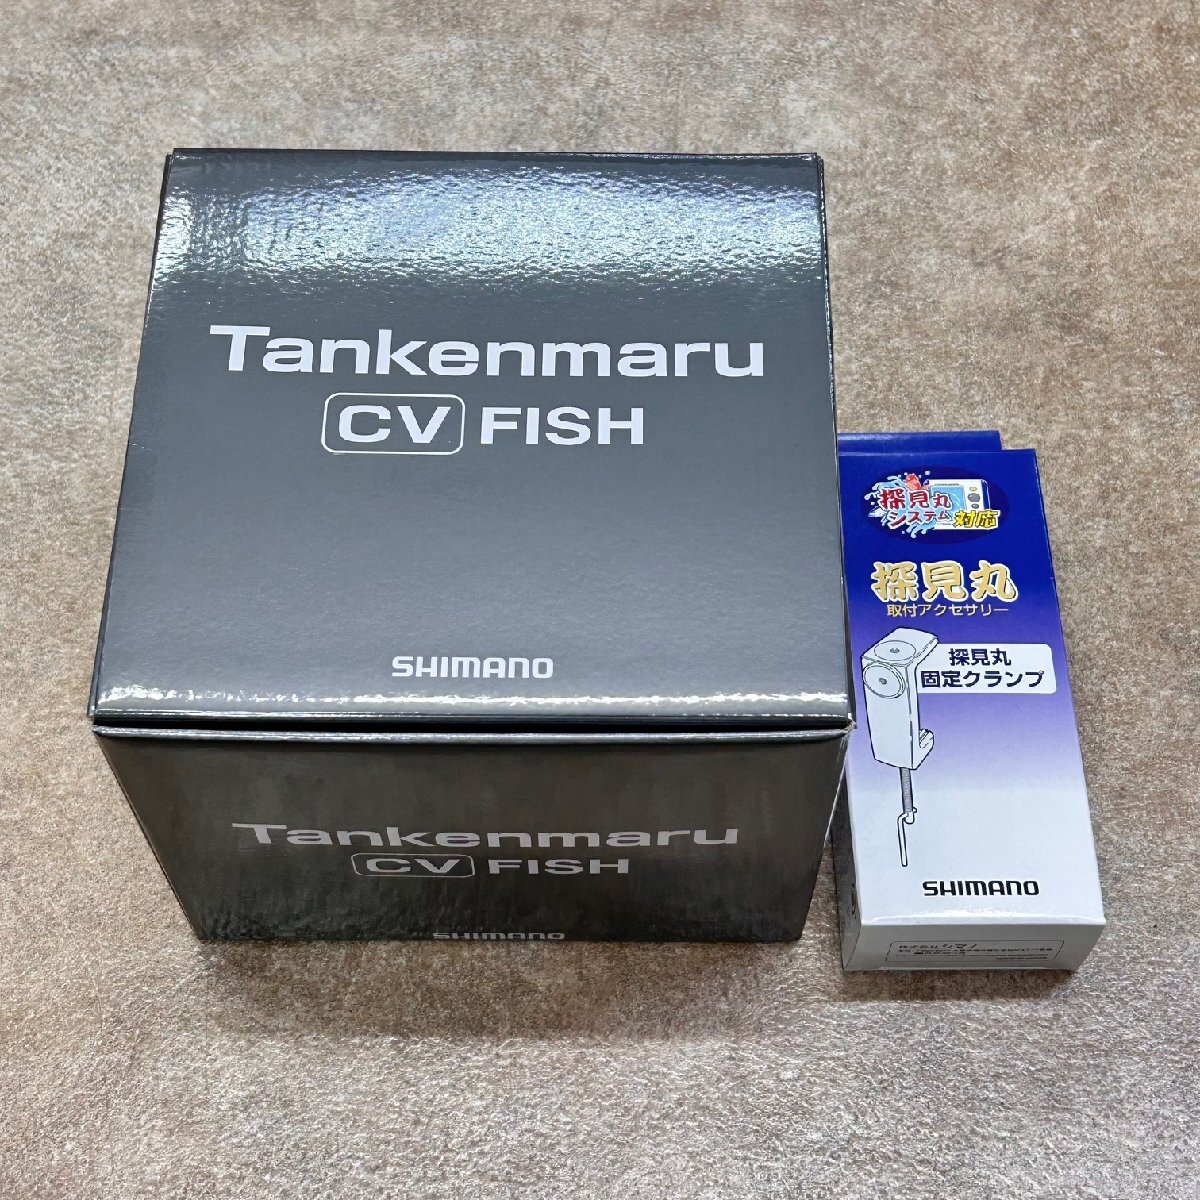 Tankenmaru
CV FISH
SHIMANO
Tankenmaru
CV FISH
SHIMANO
探見丸
システム対応
探見丸
取付アクセサリー
探見丸
固定クランプ
SHIMANO
株式会社シマノ